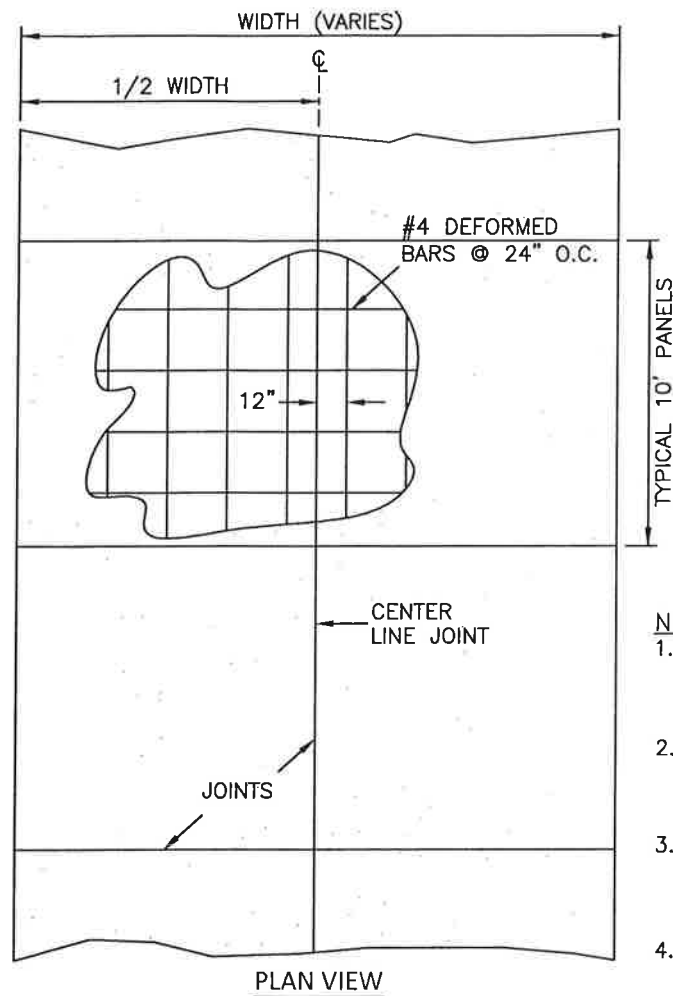 WIDTH (VARIES)
℄
1/2 WIDTH
#4 DEFORMED
BARS @ 24" O.C.
12"
TYPICAL 10' PANELS
CENTER
LINE JOINT
N
1.
2.
JOINTS
3.
4.
PLAN VIEW